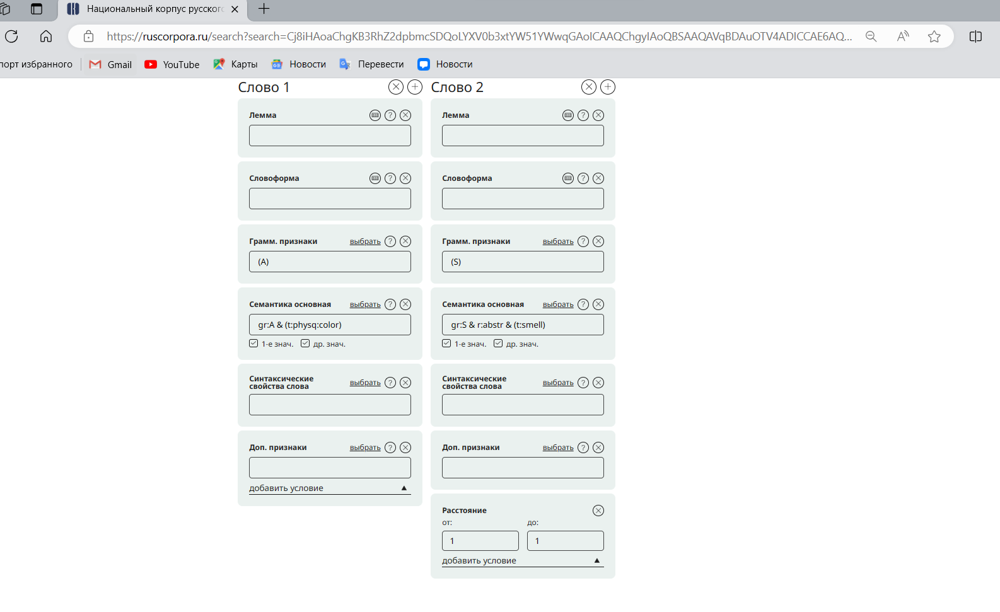 Национальный корпус русског
https://ruscorpora.ru/search?search=Cj8iHAoaChgKB3RhZ2dpbmcSDQoLYXV0b3xtYW51YWwqGAoICAAQChgyIAoQBSAAQAVqBDAuOTV4ADICCAE6AQ...
порт избранного Gmail YouTube Карты Новости Перевести Новости
Слово 1 Слово 2
Лемма ? Лемма ?
Словоформа ? Словоформа ?
Грамм. признаки выбрать ? Грамм. признаки выбрать ?
(A) (S)
Семантика основная выбрать ? Семантика основная выбрать ?
gr:A & (t:physq:color) gr:S & r:abstr & (t:smell)
1-е знач. др. знач. 1-е знач. др. знач.
Синтаксические Синтаксические
свойства слова выбрать ? свойства слова выбрать ?
Доп. признаки выбрать ? Доп. признаки выбрать ?
добавить условие
Расстояние
от: до:
1 1
добавить условие